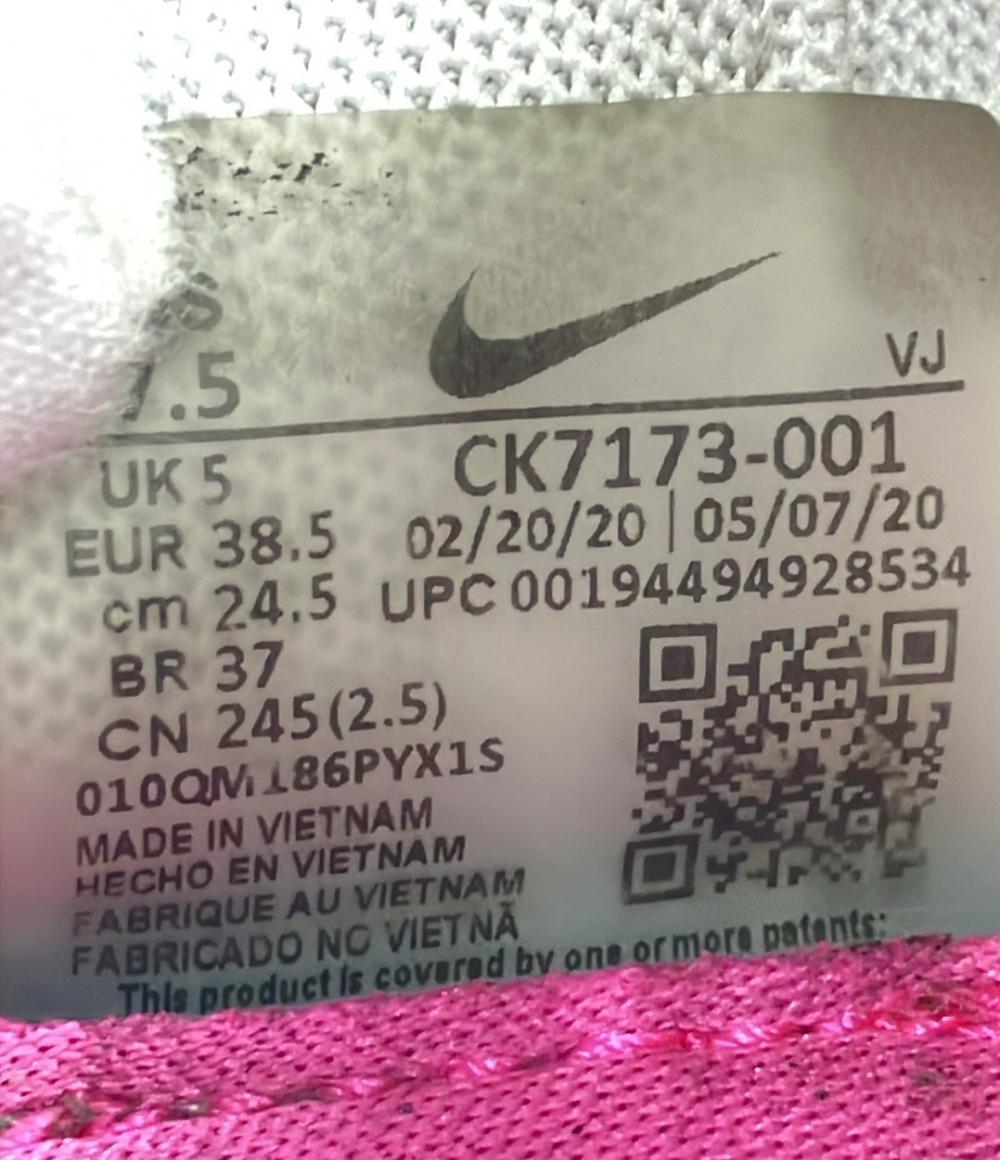 .5
VJ
UK 5
CK7173-001
EUR 38.5
02/20/20 | 05/07/20
cm 24.5
UPC 00194494928534
BR 37
CN 245(2.5)
MADE IN VIETNAM
HECHO EN VIETNAM
FABRIQUE AU VIETNAM
FABRICADO NO VIETNÃ
This product is covered by one or more patents: